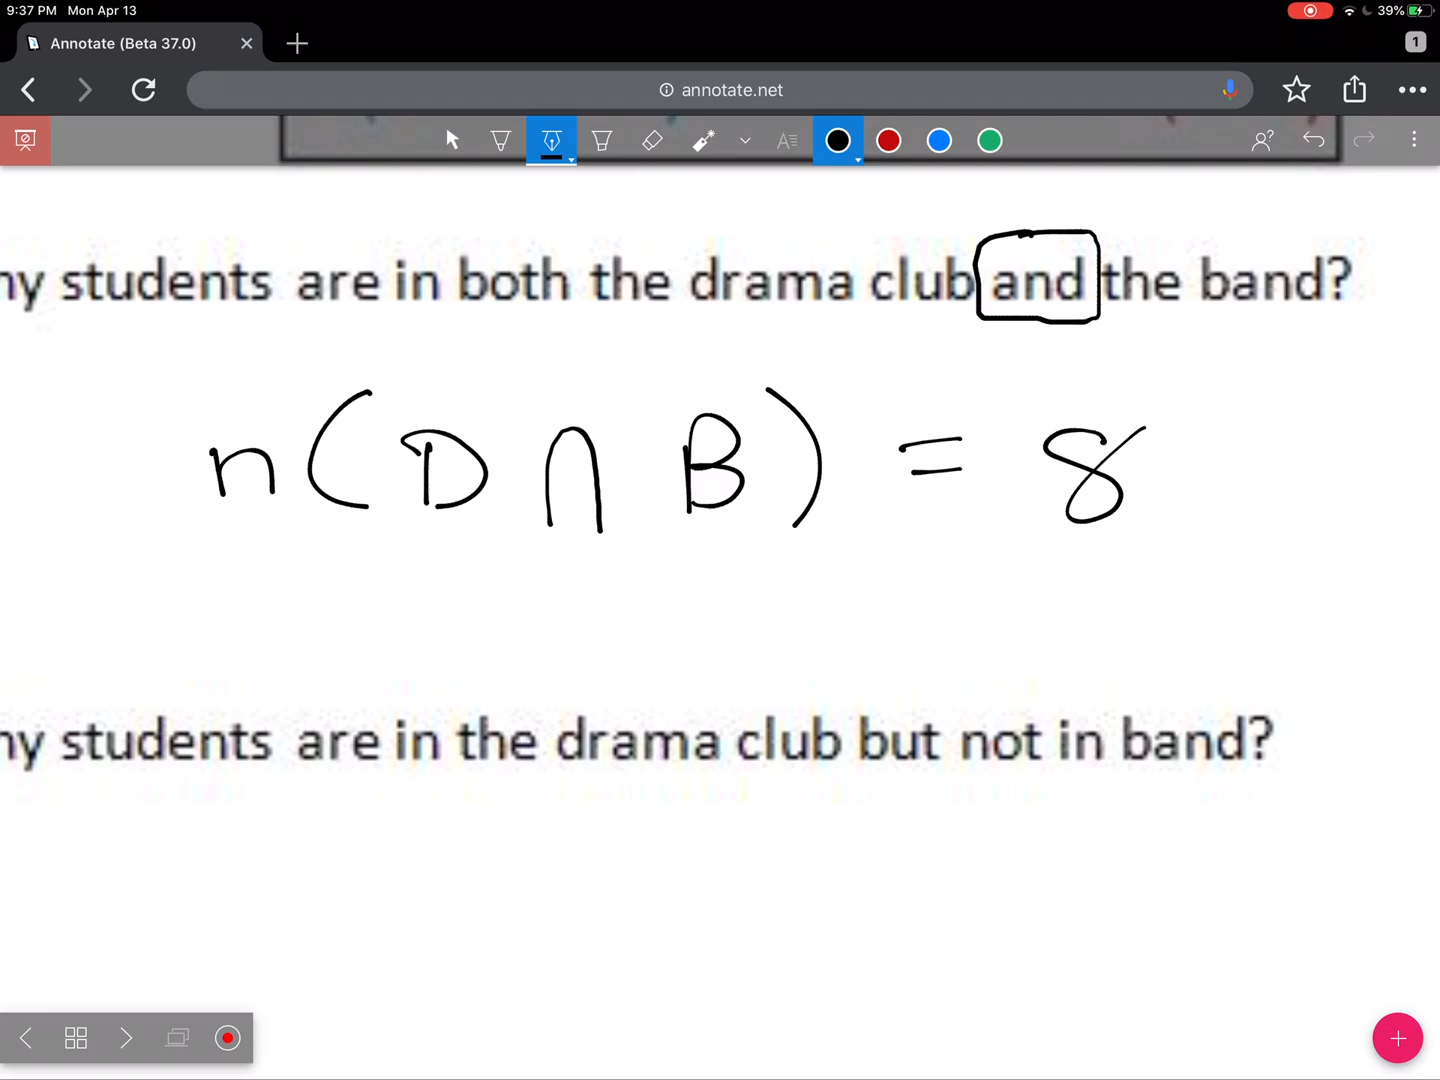 9:37 PM Mon Apr 13
39%
Annotate (Beta 37.0)
1
annotate.net
ny students are in both the drama club and the band?
n(D ∩ B) = 8
ny students are in the drama club but not in band?